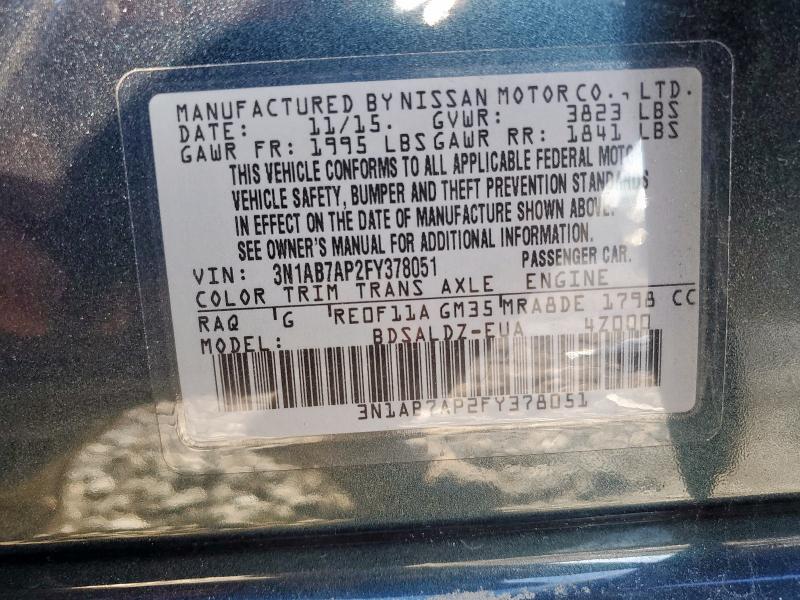 MANUFACTURED BY NISSAN MOTOR CO., LTD.
DATE: 11/15. GVWR: 3823 LBS
GAWR FR: 1995 LBS GAWR RR: 1841 LBS
THIS VEHICLE CONFORMS TO ALL APPLICABLE FEDERAL MOTOR
VEHICLE SAFETY, BUMPER AND THEFT PREVENTION STANDARDS
IN EFFECT ON THE DATE OF MANUFACTURE SHOWN ABOVE.
SEE OWNER'S MANUAL FOR ADDITIONAL INFORMATION.
VIN: 3N1AB7AP2FY378051 PASSENGER CAR.
COLOR TRIM TRANS AXLE ENGINE
RAQ G RE0F11A GM35 MRA8DE 1798 CC
MODEL: BDSALDZ-EUA 4Z000
3N1AB7AP2FY378051